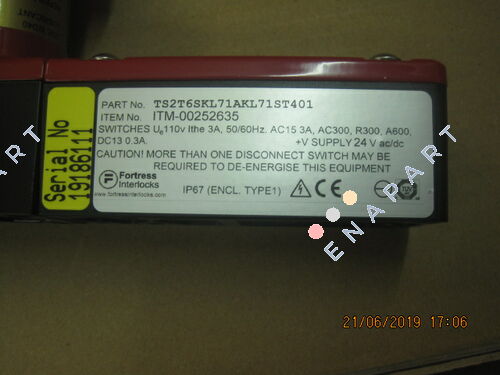 PART No. TS2T6SKL71AKL71ST401
ITEM No. ITM-00252635
SWITCHES Ue110v Ithe 3A, 50/60Hz. AC15 3A, AC300, R300, A600,
DC13 0.3A. +V SUPPLY 24 V ac/dc
CAUTION! MORE THAN ONE DISCONNECT SWITCH MAY BE
REQUIRED TO DE-ENERGISE THIS EQUIPMENT
Fortress
Interlocks
www.fortressinterlocks.com
IP67 (ENCL. TYPE1)
CE
Serial No
19186111
ENAPART
21/06/2019 17:06